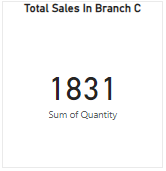 Total Sales In Branch C
1831
Sum of Quantity